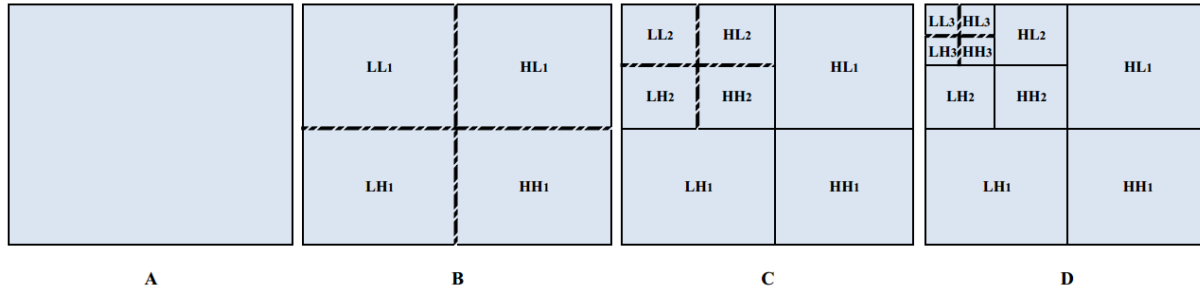 LL1 HL1
LH1 HH1
LL2 HL2
LH2 HH2
HL1
LH1 HH1
LL3 HL3
LH3 HH3
HL2
LH2 HH2
HL1
LH1 HH1
A B C D